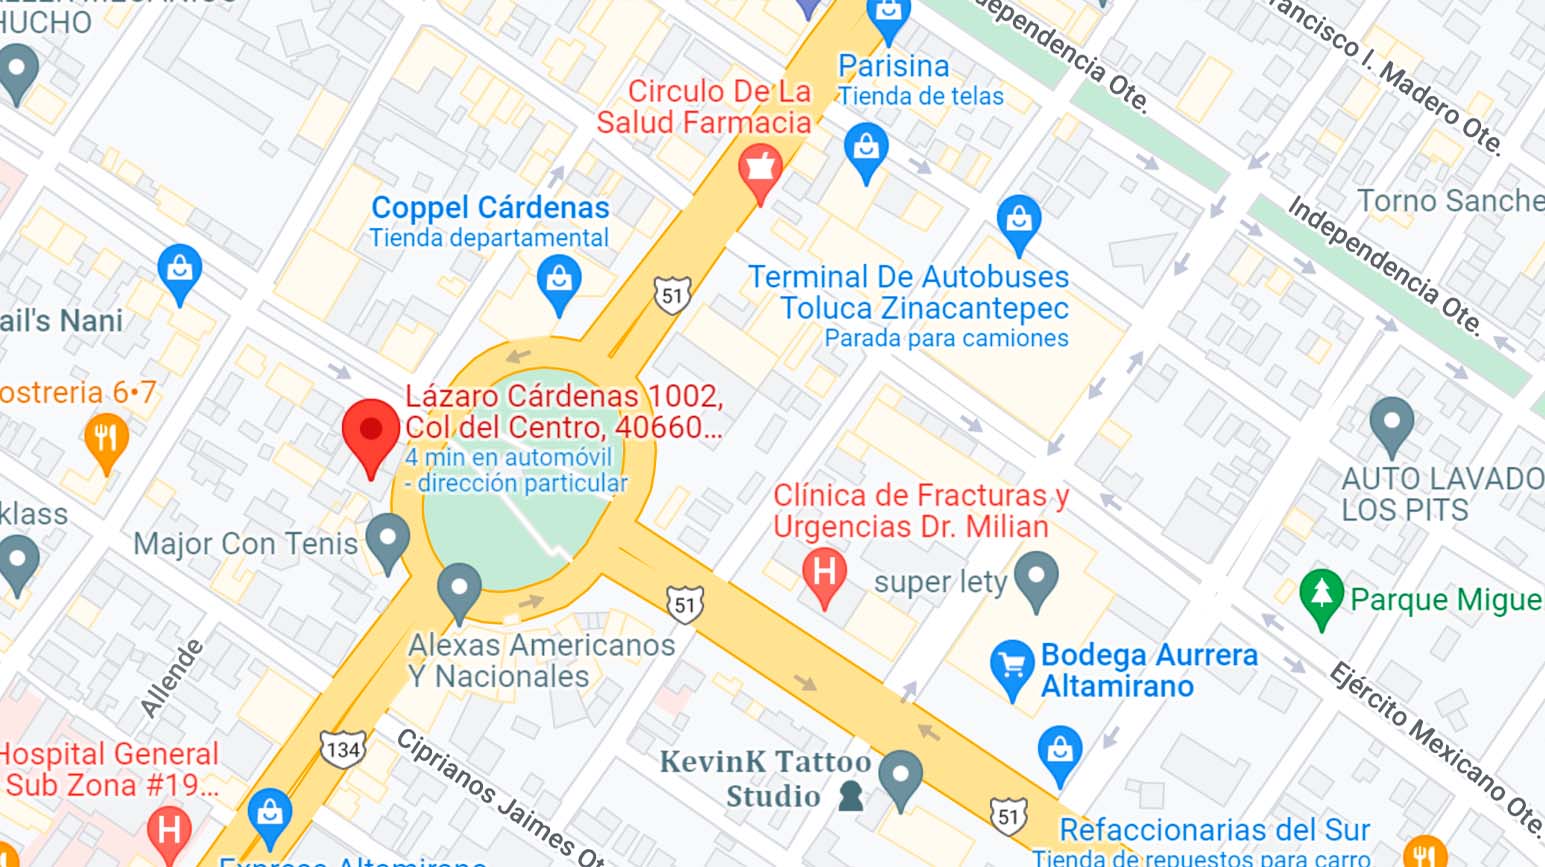 HUCHO
Francisco I. Madero Ote.
Independencia Ote.
Parisina
Tienda de telas
Circulo De La
Salud Farmacia
Torno Sanche
Coppel Cárdenas
Tienda departamental
51
Independencia Ote.
Terminal De Autobuses
Toluca Zinacantepec
Parada para camiones
ail's Nani
ostreria 6•7
Lázaro Cárdenas 1002,
Col del Centro, 40660...
4 min en automóvil
- dirección particular
AUTO LAVADO
LOS PITS
Clínica de Fracturas y
Urgencias Dr. Milian
klass
Major Con Tenis
super lety
51
Parque Migue
Alexas Americanos
Y Nacionales
Allende
Bodega Aurrera
Altamirano
Ejército Mexicano Ote.
134
Hospital General
Sub Zona #19...
Ciprianos Jaimes Ot
KevinK Tattoo
Studio
51
Refaccionarias del Sur
Tienda de repuestos para carro
Express Altamirano